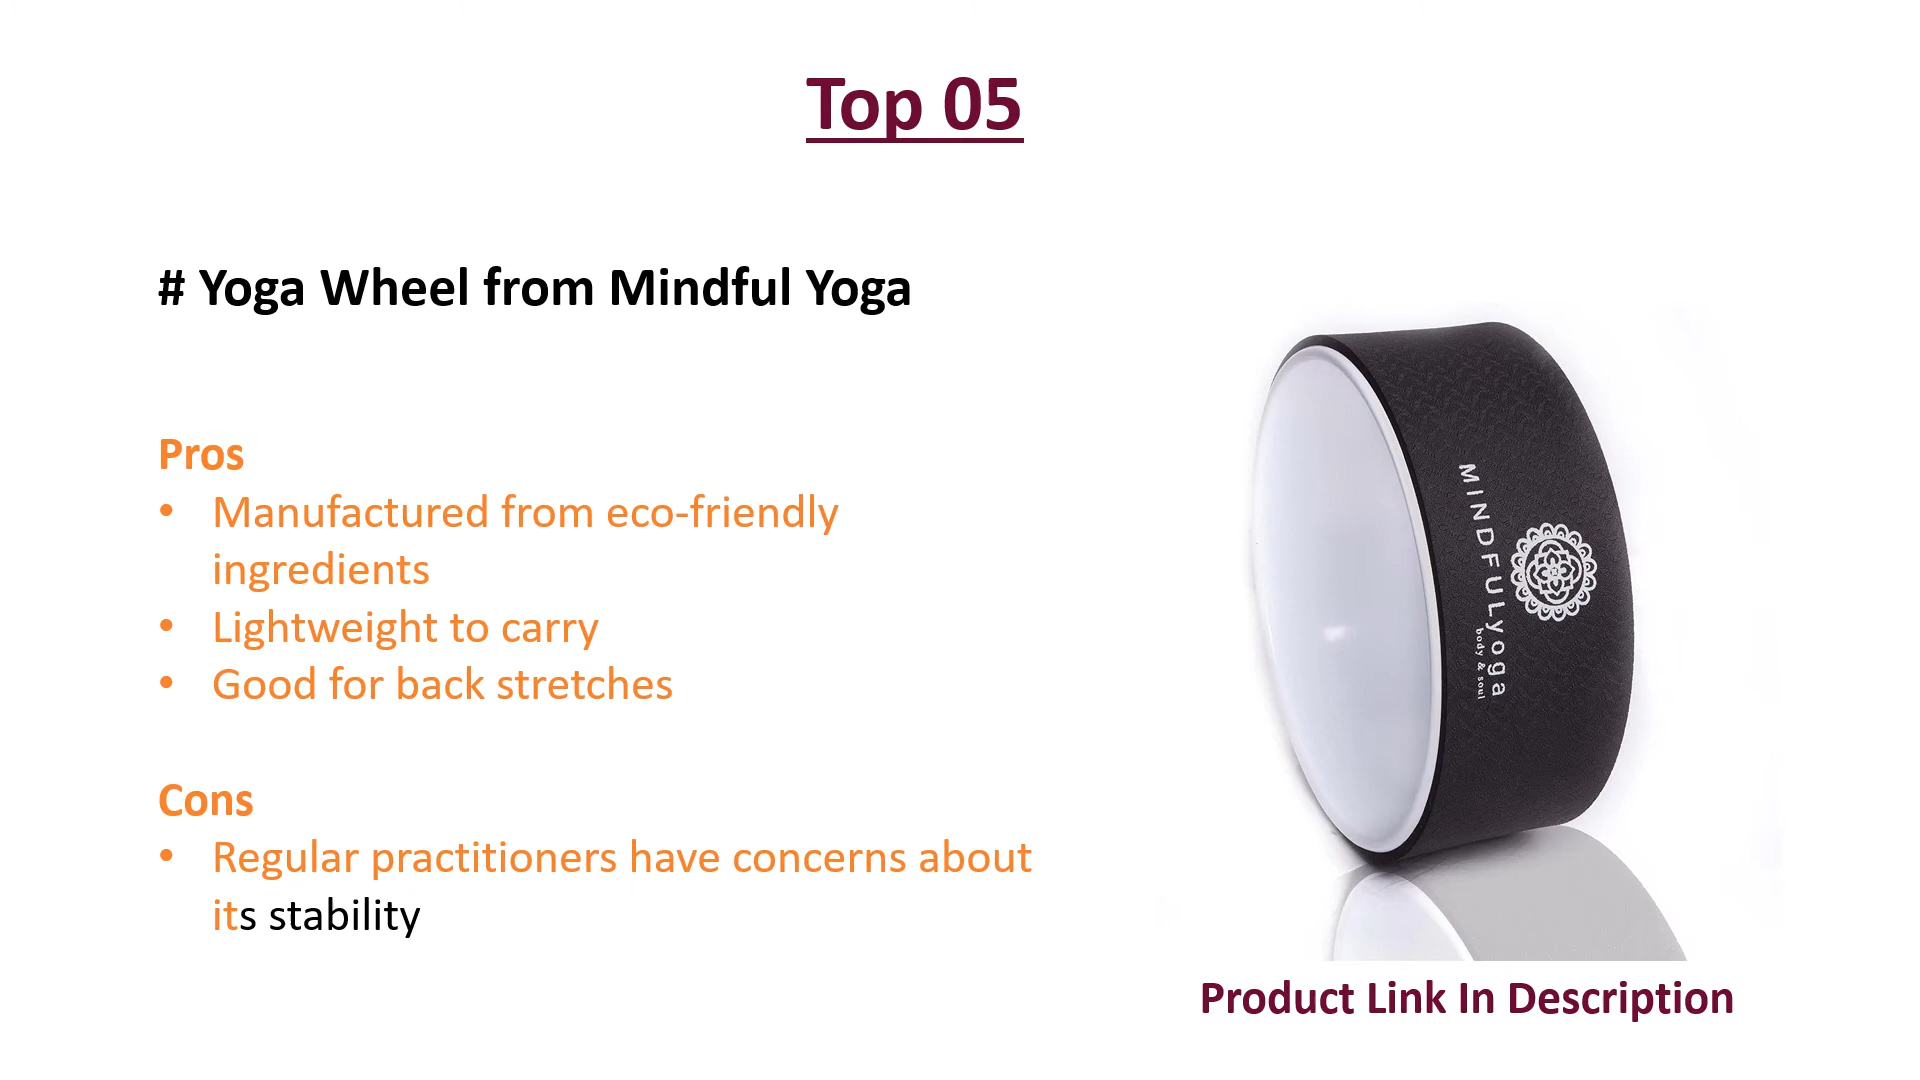 Top 05
# Yoga Wheel from Mindful Yoga
Pros
• Manufactured from eco-friendly
ingredients
• Lightweight to carry
• Good for back stretches
Cons
• Regular practitioners have concerns about
its stability
MINDFULyoga
body & soul
Product Link In Description